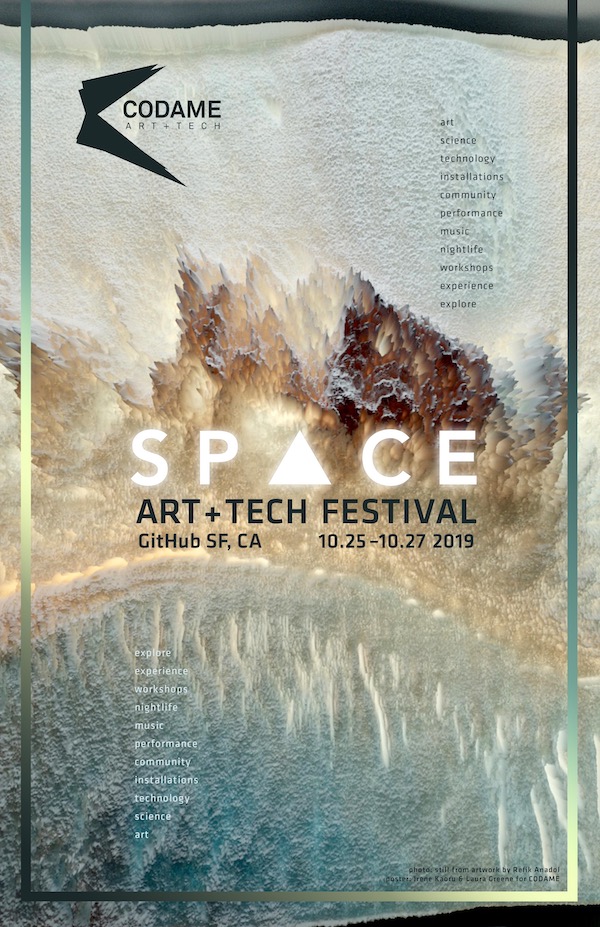 CODAME
ART+TECH
art
science
technology
installations
community
performance
music
nightlife
workshops
experience
explore
SPACE
ART+TECH FESTIVAL
GitHub SF, CA 10.25–10.27 2019
explore
experience
workshops
nightlife
music
performance
community
installations
technology
science
art
photo: still from artwork by Refik Anadol
poster: Irene Kaoru & Laura Greene for CODAME